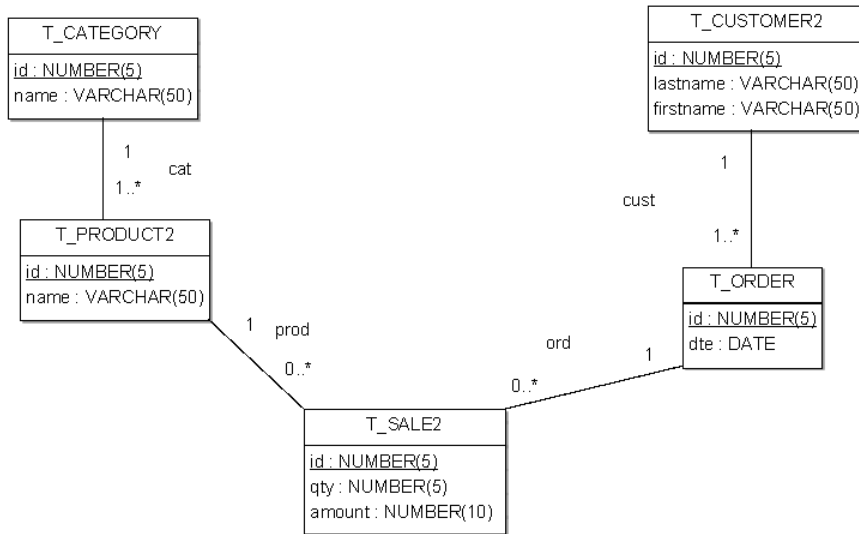 T_CATEGORY
id : NUMBER(5)
name : VARCHAR(50)
T_CUSTOMER2
id : NUMBER(5)
lastname : VARCHAR(50)
firstname : VARCHAR(50)
1
cat
1..*
1
cust
1..*
T_PRODUCT2
id : NUMBER(5)
name : VARCHAR(50)
T_ORDER
id : NUMBER(5)
dte : DATE
1
prod
0..*
ord
1
0..*
T_SALE2
id : NUMBER(5)
qty : NUMBER(5)
amount : NUMBER(10)